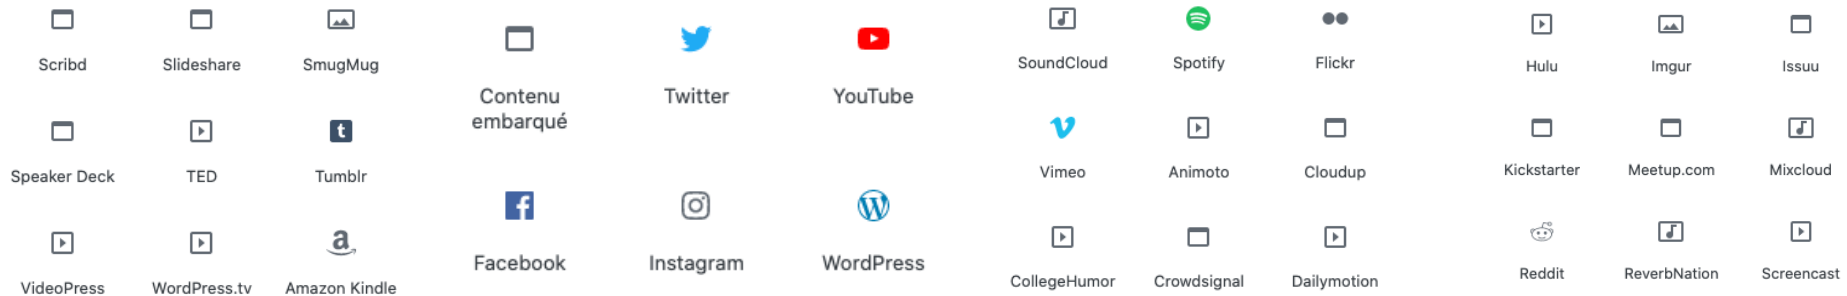 Scribd
Slideshare
SmugMug
Speaker Deck
TED
Tumblr
VideoPress
WordPress.tv
Amazon Kindle
Contenu
embarqué
Twitter
YouTube
Facebook
Instagram
WordPress
SoundCloud
Spotify
Flickr
Vimeo
Animoto
Cloudup
CollegeHumor
Crowdsignal
Dailymotion
Hulu
Imgur
Issuu
Kickstarter
Meetup.com
Mixcloud
Reddit
ReverbNation
Screencast